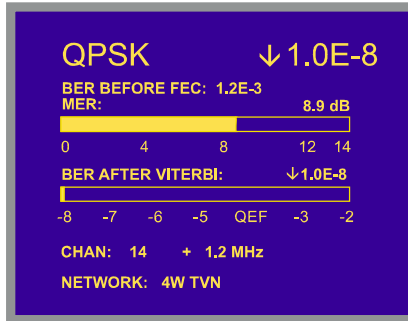 QPSK ↓1.0E-8
BER BEFORE FEC: 1.2E-3
MER: 8.9 dB
0 4 8 12 14
BER AFTER VITERBI: ↓1.0E-8
-8 -7 -6 -5 QEF -3 -2
CHAN: 14 + 1.2 MHz
NETWORK: 4W TVN